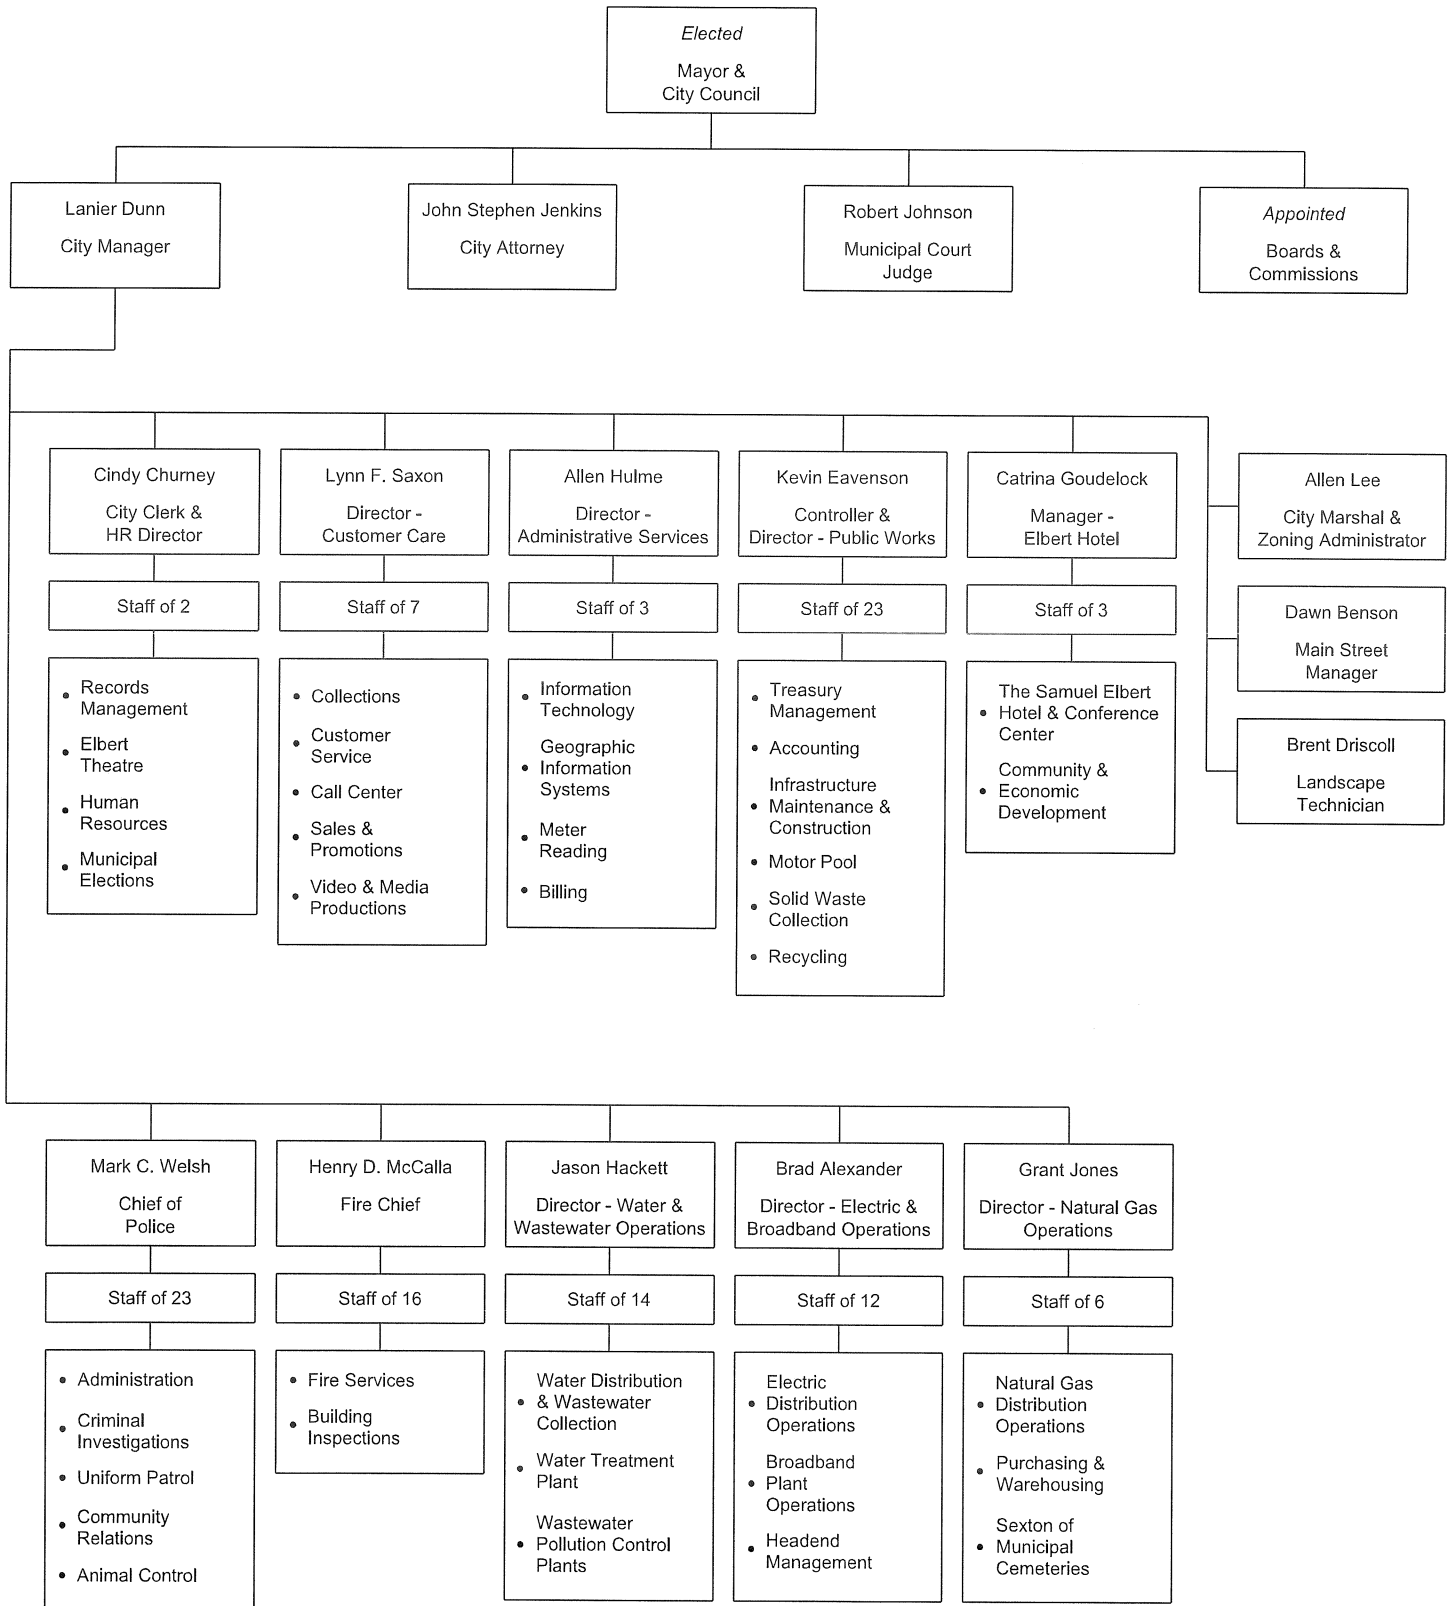 Elected
Mayor &
City Council
Lanier Dunn
City Manager
John Stephen Jenkins
City Attorney
Robert Johnson
Municipal Court
Judge
Appointed
Boards &
Commissions
Cindy Churney
City Clerk &
HR Director
Staff of 2
• Records
Management
• Elbert
Theatre
• Human
Resources
• Municipal
Elections
Lynn F. Saxon
Director -
Customer Care
Staff of 7
• Collections
• Customer
Service
• Call Center
• Sales &
Promotions
• Video & Media
Productions
Allen Hulme
Director -
Administrative Services
Staff of 3
• Information
Technology
Geographic
• Information
Systems
• Meter
Reading
• Billing
Kevin Eavenson
Controller &
Director - Public Works
Staff of 23
• Treasury
Management
• Accounting
Infrastructure
• Maintenance &
Construction
• Motor Pool
• Solid Waste
Collection
• Recycling
Catrina Goudelock
Manager -
Elbert Hotel
Staff of 3
The Samuel Elbert
• Hotel & Conference
Center
Community &
• Economic
Development
Allen Lee
City Marshal &
Zoning Administrator
Dawn Benson
Main Street
Manager
Brent Driscoll
Landscape
Technician
Mark C. Welsh
Chief of
Police
Staff of 23
• Administration
• Criminal
Investigations
• Uniform Patrol
• Community
Relations
• Animal Control
Henry D. McCalla
Fire Chief
Staff of 16
• Fire Services
• Building
Inspections
Jason Hackett
Director - Water &
Wastewater Operations
Staff of 14
Water Distribution
• & Wastewater
Collection
• Water Treatment
Plant
Wastewater
• Pollution Control
Plants
Brad Alexander
Director - Electric &
Broadband Operations
Staff of 12
Electric
• Distribution
Operations
Broadband
• Plant
Operations
• Headend
Management
Grant Jones
Director - Natural Gas
Operations
Staff of 6
Natural Gas
• Distribution
Operations
• Purchasing &
Warehousing
Sexton of
• Municipal
Cemeteries